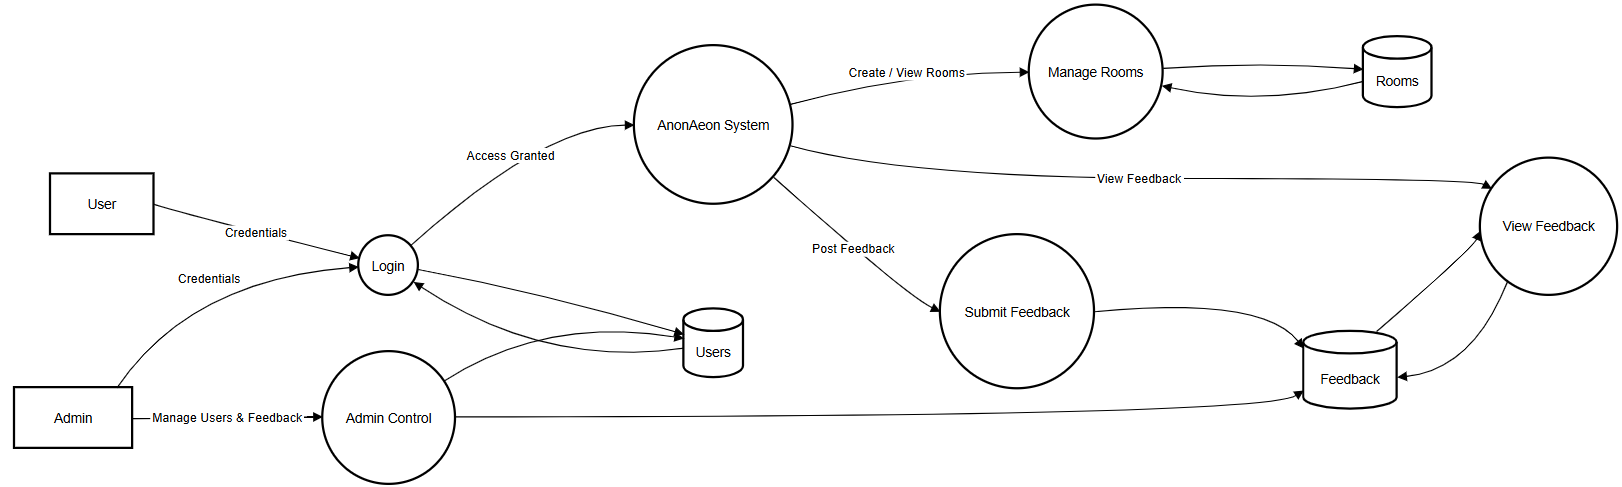 Manage Rooms
Create / View Rooms
Rooms
AnonAeon System
Access Granted
View Feedback
User
Credentials
View Feedback
Post Feedback
Login
Credentials
Submit Feedback
Users
Feedback
Admin
Manage Users & Feedback
Admin Control